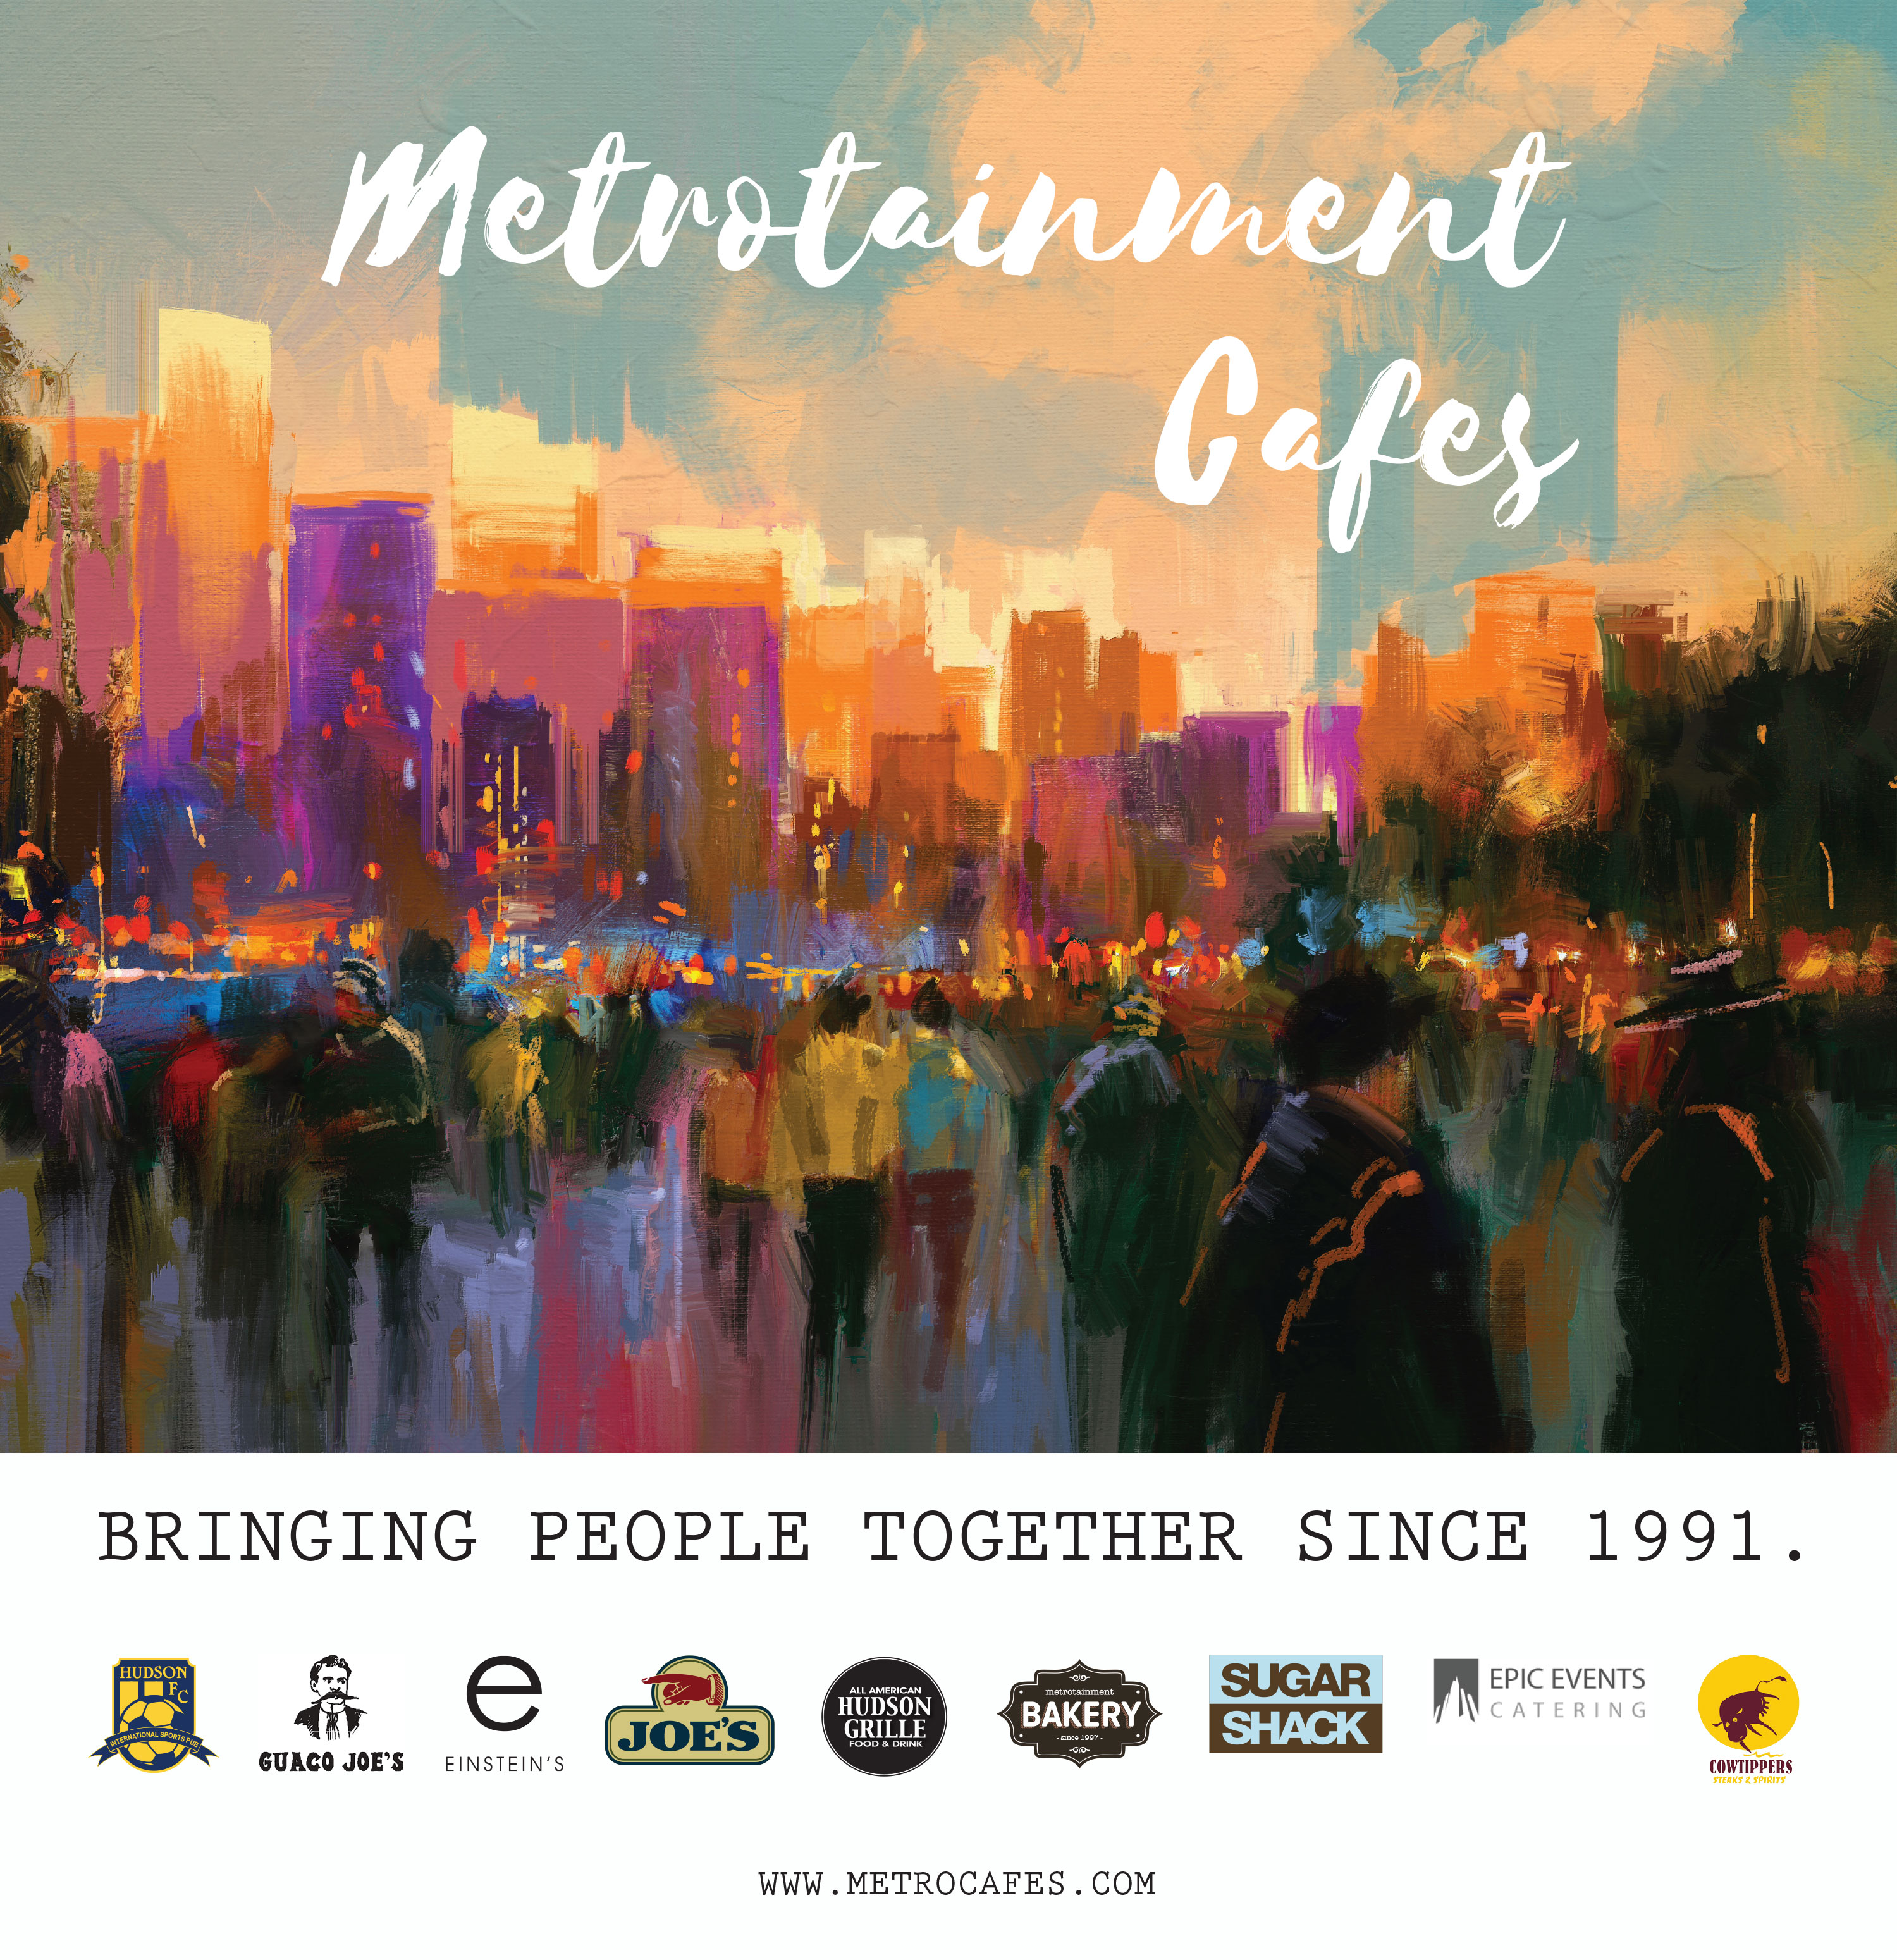 Metrotainment
Cafes
BRINGING PEOPLE TOGETHER SINCE 1991.
HUDSON
FC
INTERNATIONAL SPORTS PUB
GUACO JOE'S
e
EINSTEIN'S
JOE'S
ALL AMERICAN
HUDSON
GRILLE
FOOD & DRINK
metrotainment
BAKERY
- since 1997 -
SUGAR
SHACK
EPIC EVENTS
CATERING
COWTIPPERS
STEAKS & SPIRITS
WWW.METROCAFES.COM